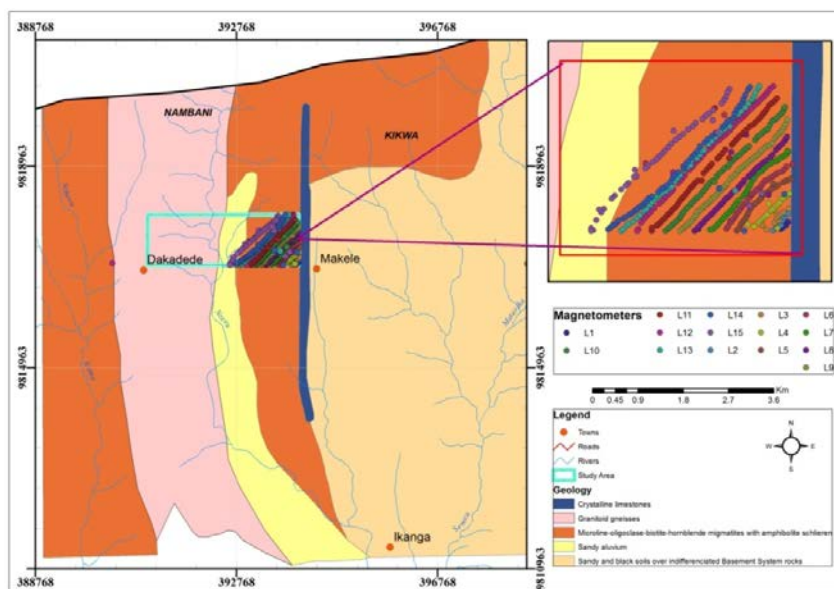 388768
392768
396768
NAMBANI
KIKWA
9818963
Dakadede
Makele
9814963
Ikanga
9810963
388768
392768
396768
Magnetometers
L1
L10
L11
L12
L13
L14
L15
L2
L3
L4
L5
L6
L7
L8
L9
0 0.45 0.9 1.8 2.7 3.6
Km
Legend
Towns
Roads
Rivers
Study Area
N
W E
S
Geology
Crystalline limestones
Granitoid gneisses
Microline-oligoclase-biotite-hornblende migmatites with amphibolite schlieren
Sandy aluvium
Sandy and black soils over indifferenciated Basement System rocks